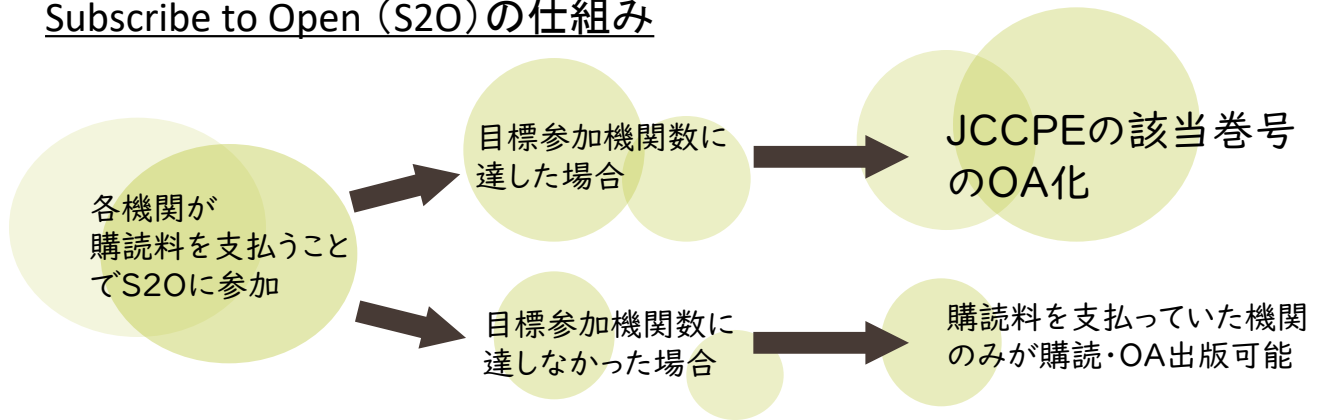 Subscribe to Open（S2O）の仕組み
各機関が
購読料を支払うこと
でS2Oに参加
目標参加機関数に
達した場合
JCCPEの該当巻号
のOA化
目標参加機関数に
達しなかった場合
購読料を支払っていた機関
のみが購読・OA出版可能